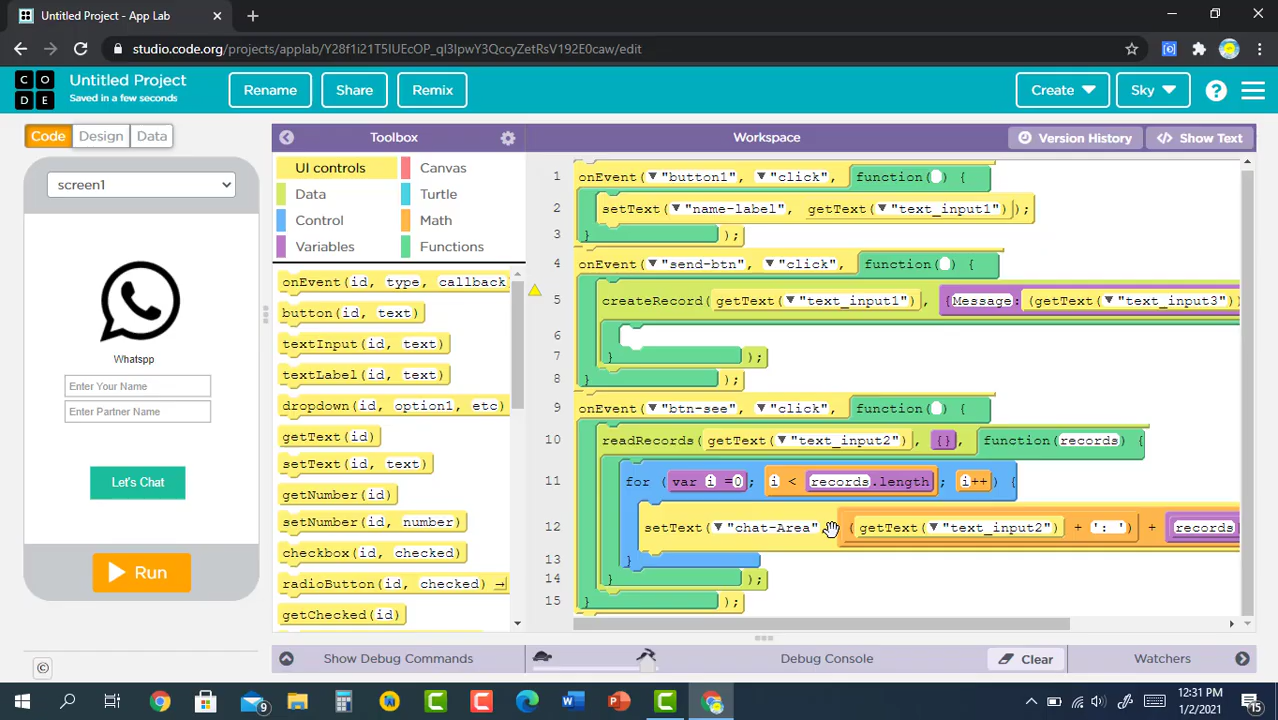 Untitled Project - App Lab
studio.code.org/projects/applab/Y28f1i21T5IUEcOP_qI3IpwY3QccyZetRsV192E0caw/edit
CO
DE
Untitled Project
Saved in a few seconds
Rename
Share
Remix
Create
Sky
?
Code
Design
Data
Toolbox
Workspace
Version History
</> Show Text
screen1
Whatspp
Enter Your Name
Enter Partner Name
Let's Chat
Run
©
UI controls
Canvas
Data
Turtle
Control
Math
Variables
Functions
onEvent(id, type, callback)
button(id, text)
textInput(id, text)
textLabel(id, text)
dropdown(id, option1, etc)
getText(id)
setText(id, text)
getNumber(id)
setNumber(id, number)
checkbox(id, checked)
radioButton(id, checked)
getChecked(id)
1 onEvent("button1", "click", function() {
2 setText("name-label", getText("text_input1"));
3 });
4 onEvent("send-btn", "click", function() {
5 createRecord(getText("text_input1"), {Message:(getText("text_input3")
6
7 });
8 });
9 onEvent("btn-see", "click", function() {
10 readRecords(getText("text_input2"), {}, function(records) {
11 for (var i =0; i < records.length; i++) {
12 setText("chat-Area", (getText("text_input2") + ': ') + records
13 }
14 });
15 });
Show Debug Commands
Debug Console
Clear
Watchers
9
12:31 PM
1/2/2021
15